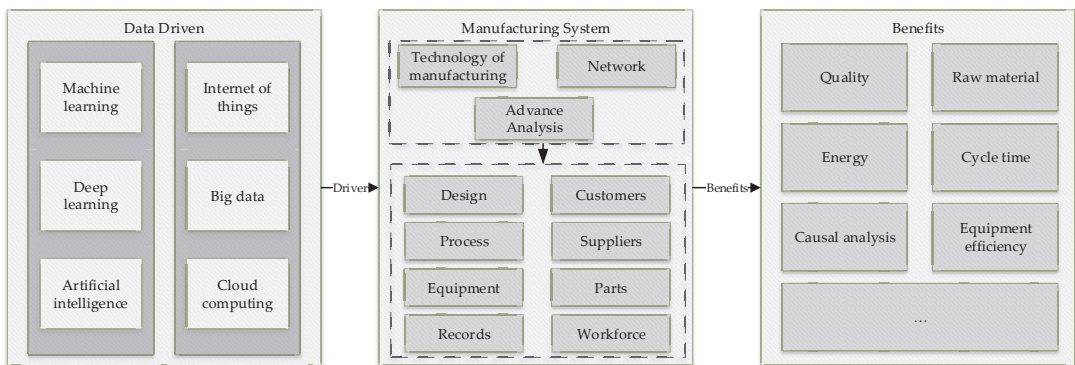 Data Driven
Machine
learning
Internet of
things
Deep
learning
Big data
Artificial
intelligence
Cloud
computing
Driven
Manufacturing System
Technology of
manufacturing
Network
Advance
Analysis
Design
Customers
Process
Suppliers
Equipment
Parts
Records
Workforce
Benefits
Benefits
Quality
Raw material
Energy
Cycle time
Causal analysis
Equipment
efficiency
...